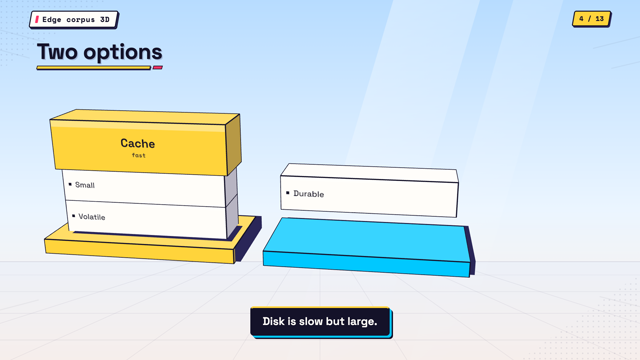 Edge corpus 3D
4 / 13
Two options
Cache
fast
Small
Volatile
Durable
Disk is slow but large.